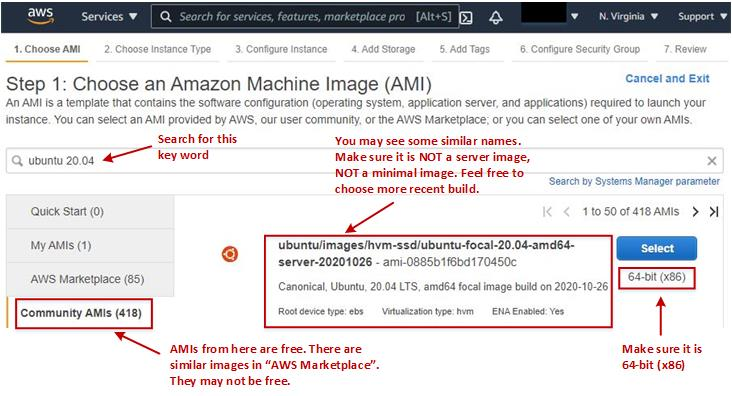 aws
Services
Search for services, features, marketplace pro [Alt+S]
N. Virginia
Support
1. Choose AMI
2. Choose Instance Type
3. Configure Instance
4. Add Storage
5. Add Tags
6. Configure Security Group
7. Review
Step 1: Choose an Amazon Machine Image (AMI)
Cancel and Exit
An AMI is a template that contains the software configuration (operating system, application server, and applications) required to launch your
instance. You can select an AMI provided by AWS, our user community, or the AWS Marketplace; or you can select one of your own AMIs.
Search for this
key word
You may see some similar names.
Make sure it is NOT a server image,
NOT a minimal image. Feel free to
choose more recent build.
ubuntu 20.04
Search by Systems Manager parameter
Quick Start (0)
My AMIs (1)
AWS Marketplace (85)
Community AMIs (418)
1 to 50 of 418 AMIs
ubuntu/images/hvm-ssd/ubuntu-focal-20.04-amd64-
server-20201026 - ami-0885b1f6bd170450c
Canonical, Ubuntu, 20.04 LTS, amd64 focal image build on 2020-10-26
Root device type: ebs Virtualization type: hvm ENA Enabled: Yes
Select
64-bit (x86)
AMIs from here are free. There are
similar images in “AWS Marketplace”.
They may not be free.
Make sure it is
64-bit (x86)